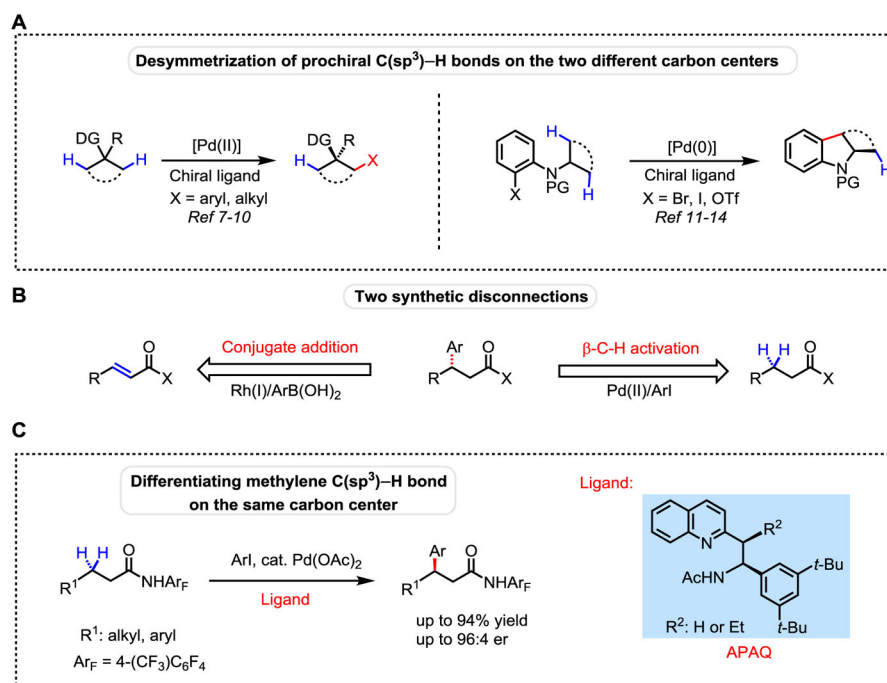 A
Desymmetrization of prochiral C(sp³)–H bonds on the two different carbon centers
DG R
H H
[Pd(II)]
Chiral ligand
X = aryl, alkyl
Ref 7-10
DG R
H X
H
N
PG
X
H
[Pd(0)]
Chiral ligand
X = Br, I, OTf
Ref 11-14
N
PG
H
B
Two synthetic disconnections
O
R X
Conjugate addition
Rh(I)/ArB(OH)₂
Ar O
R X
β-C-H activation
Pd(II)/ArI
H H O
R X
C
Differentiating methylene C(sp³)–H bond
on the same carbon center
H H O
R¹ NHArF
R¹: alkyl, aryl
ArF = 4-(CF₃)C₆F₄
ArI, cat. Pd(OAc)₂
Ligand
Ar O
R¹ NHArF
up to 94% yield
up to 96:4 er
Ligand:
N
R²
AcHN
t-Bu
t-Bu
R²: H or Et
APAQ